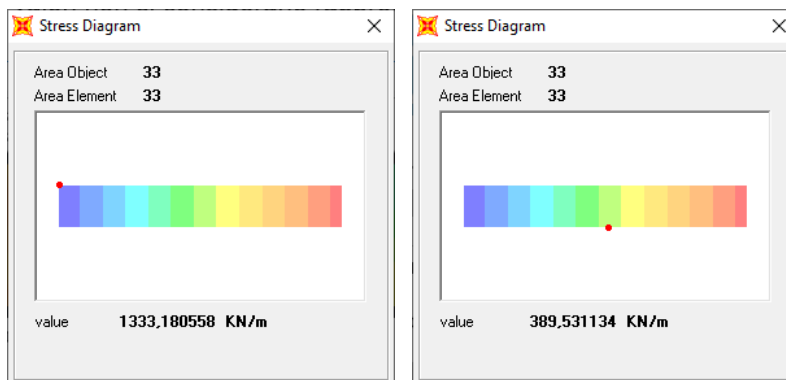 Stress Diagram
Area Object 33
Area Element 33
value 1333,180558 KN/m
Stress Diagram
Area Object 33
Area Element 33
value 389,531134 KN/m